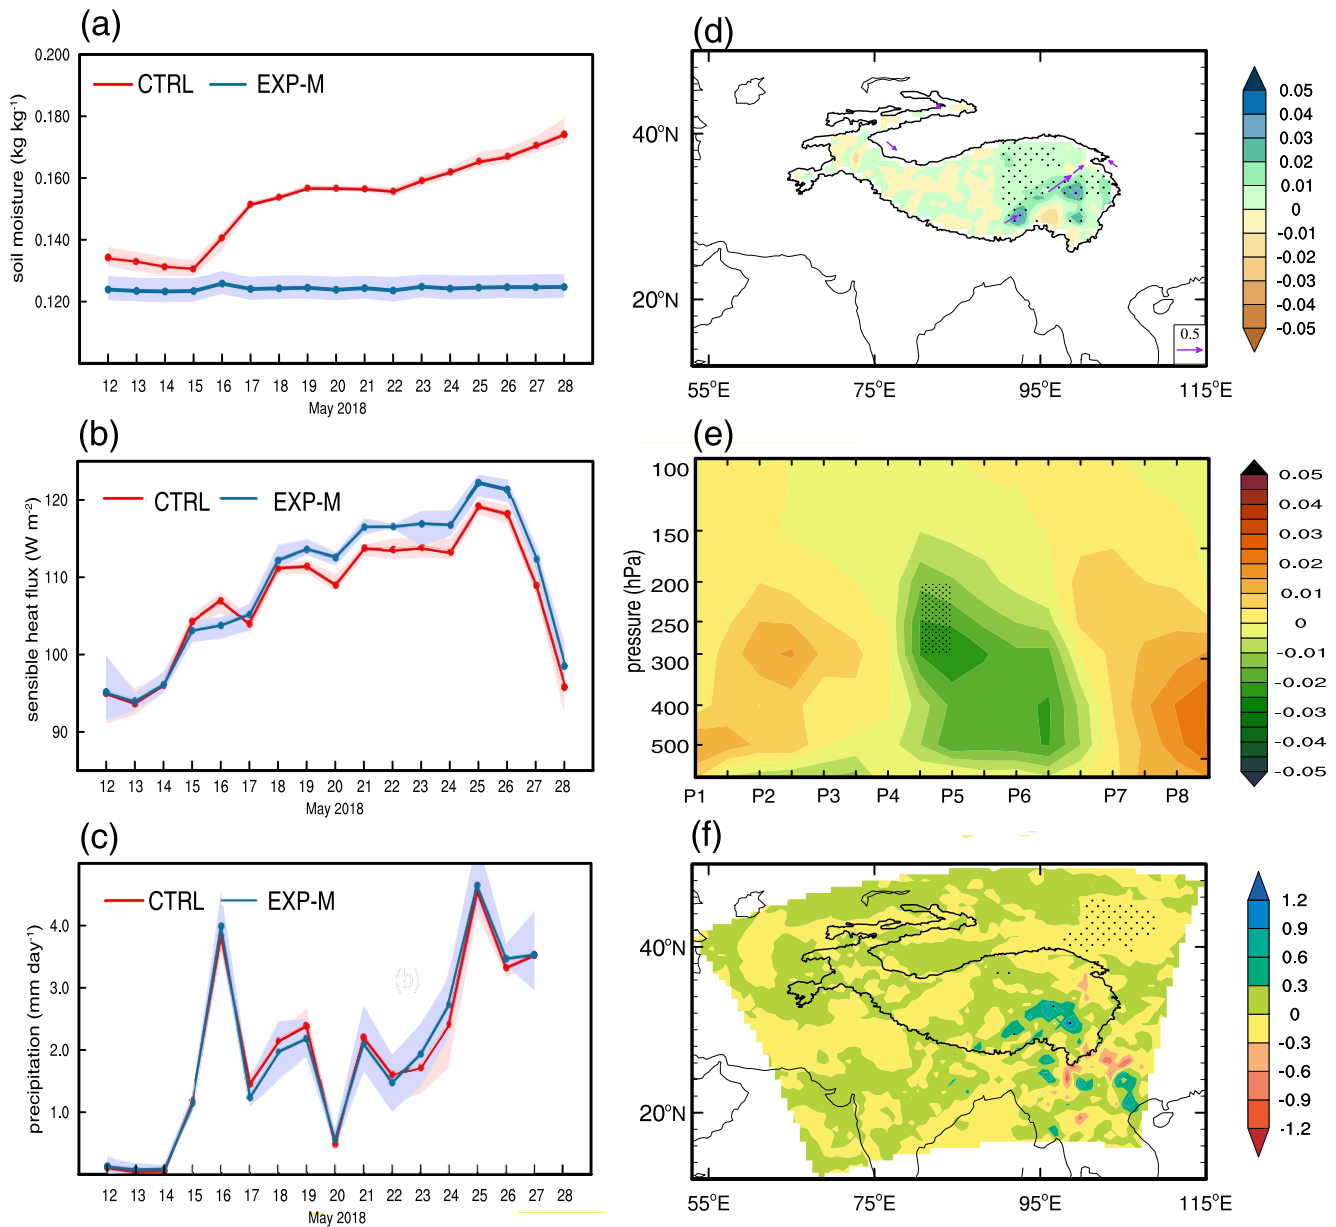 (a)
0.200
0.180
0.160
0.140
0.120
soil moisture (kg kg⁻¹)
CTRL EXP-M
12 13 14 15 16 17 18 19 20 21 22 23 24 25 26 27 28
May 2018
(b)
120
110
100
90
sensible heat flux (W m⁻²)
CTRL EXP-M
12 13 14 15 16 17 18 19 20 21 22 23 24 25 26 27 28
May 2018
(c)
4.0
3.0
2.0
1.0
precipitation (mm day⁻¹)
CTRL EXP-M
(b)
12 13 14 15 16 17 18 19 20 21 22 23 24 25 26 27 28
May 2018
(d)
40°N
20°N
0.5
55°E 75°E 95°E 115°E
0.05
0.04
0.03
0.02
0.01
0
-0.01
-0.02
-0.03
-0.04
-0.05
(e)
100
150
200
250
300
400
500
pressure (hPa)
P1 P2 P3 P4 P5 P6 P7 P8
0.05
0.04
0.03
0.02
0.01
0
-0.01
-0.02
-0.03
-0.04
-0.05
(f)
40°N
20°N
55°E 75°E 95°E 115°E
1.2
0.9
0.6
0.3
0
-0.3
-0.6
-0.9
-1.2